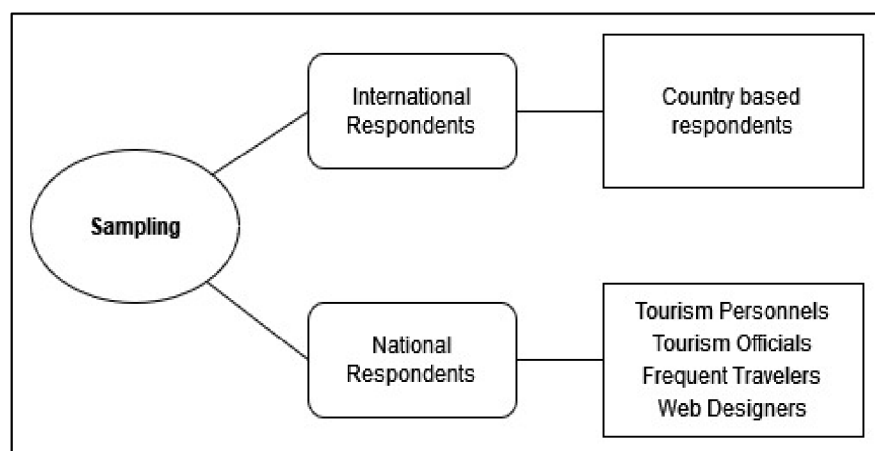 Sampling
International
Respondents
Country based
respondents
National
Respondents
Tourism Personnels
Tourism Officials
Frequent Travelers
Web Designers